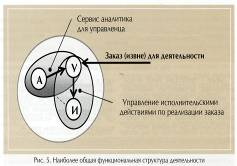 Сервис аналитика
для управленца
Заказ (извне) для деятельности
А
У
И
Управление исполнительскими
действиями по реализации заказа
Рис. 5. Наиболее общая функциональная структура деятельности